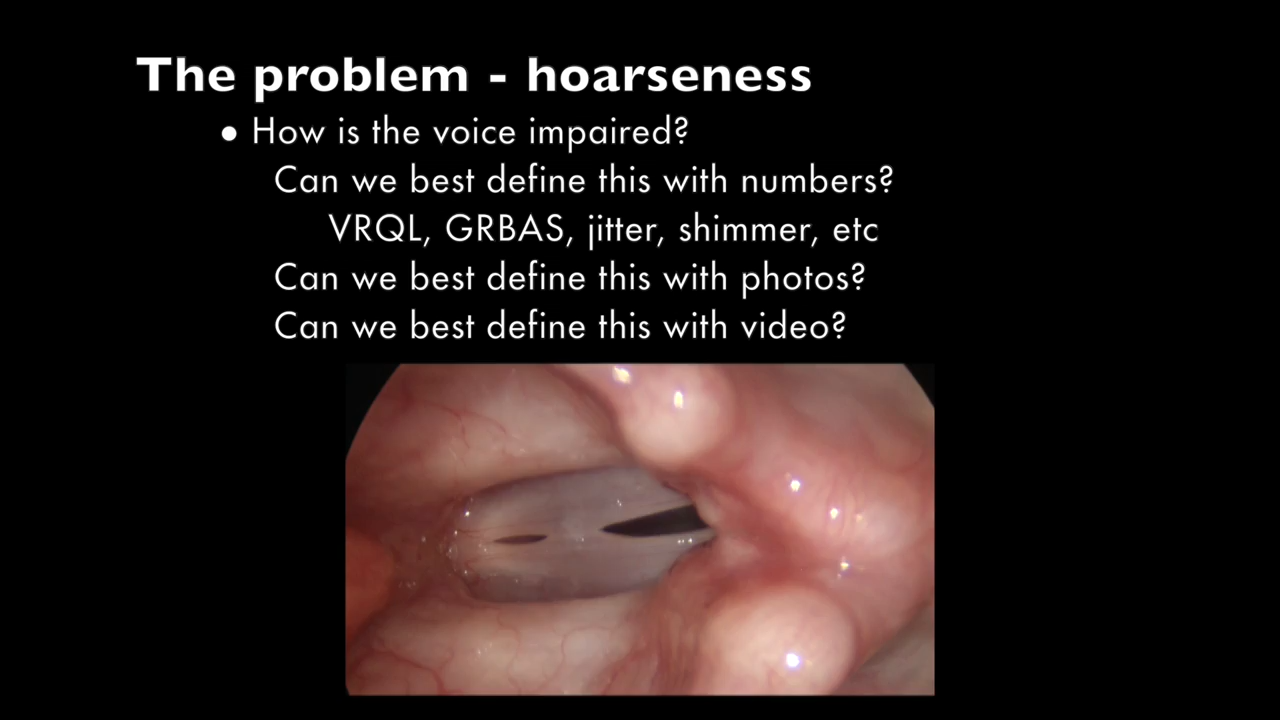 The problem - hoarseness
● How is the voice impaired?
Can we best define this with numbers?
VRQL, GRBAS, jitter, shimmer, etc
Can we best define this with photos?
Can we best define this with video?